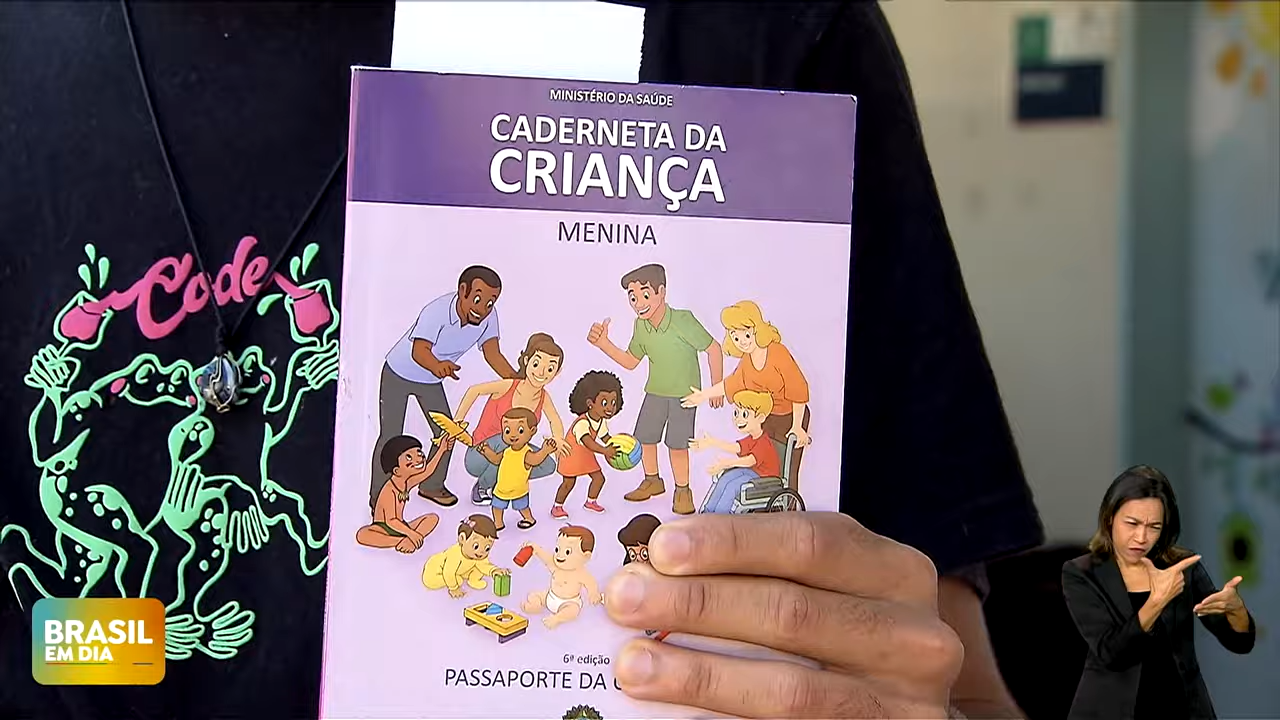 MINISTÉRIO DA SAÚDE
CADERNETA DA
CRIANÇA
MENINA
Code
6ª edição
PASSAPORTE DA
BRASIL
EM DIA